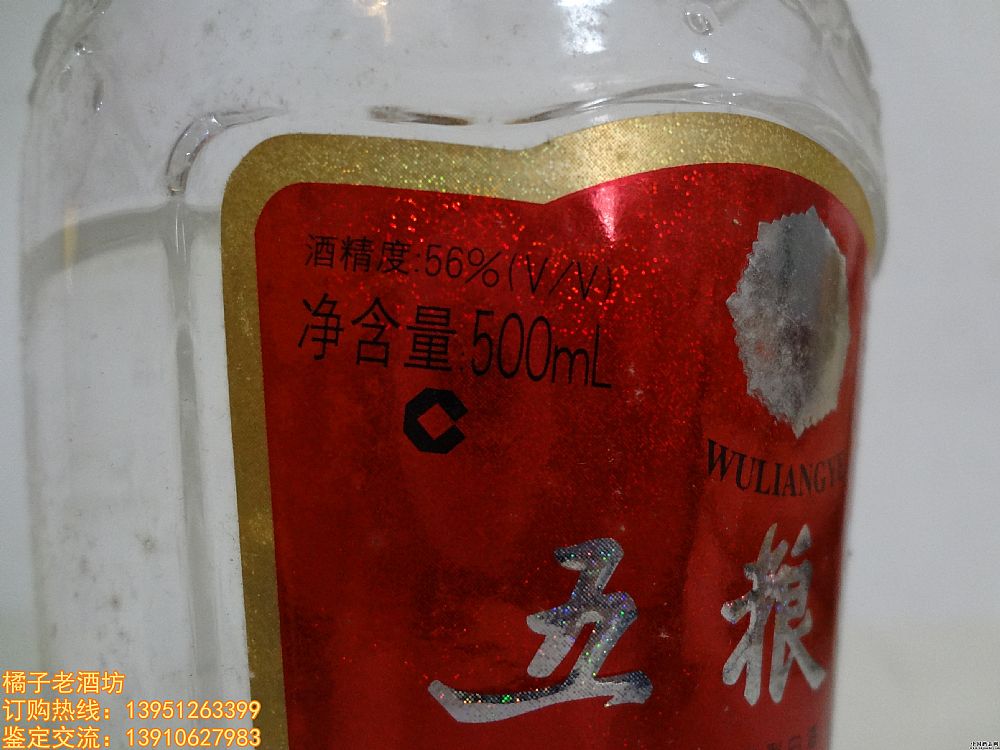 酒精度:56%(V/V)
净含量:500mL
WULIANGY
五粮
橘子老酒坊
订购热线：13951263399
鉴定交流：13910627983